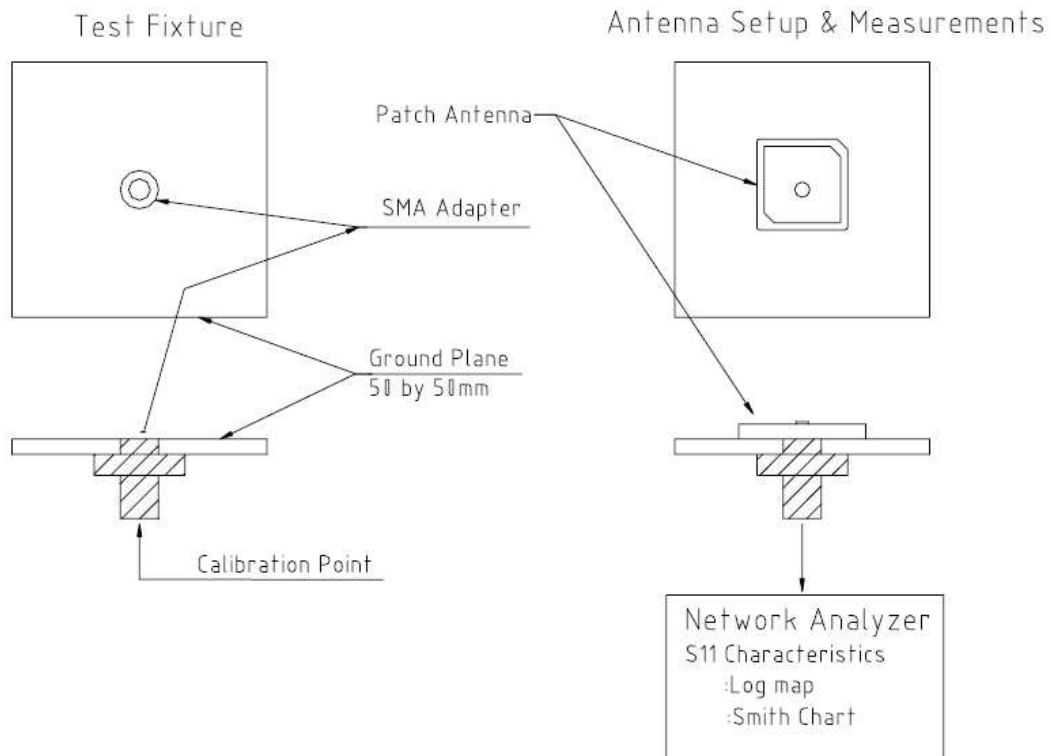 Test Fixture
Antenna Setup & Measurements
Patch Antenna
SMA Adapter
Ground Plane
50 by 50mm
Calibration Point
Network Analyzer
S11 Characteristics
:Log map
:Smith Chart